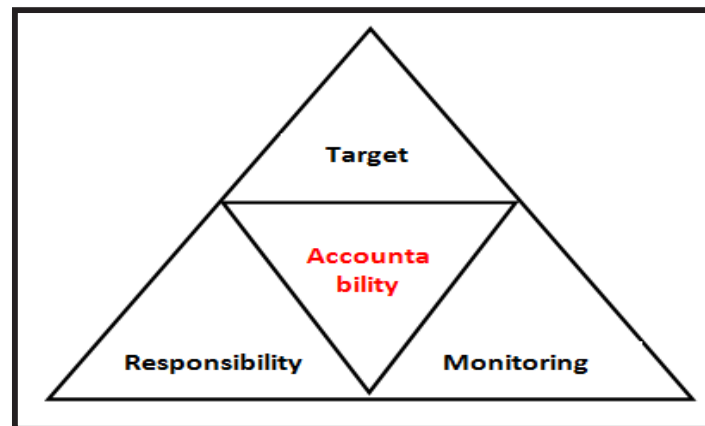 Target
Accounta
bility
Responsibility
Monitoring